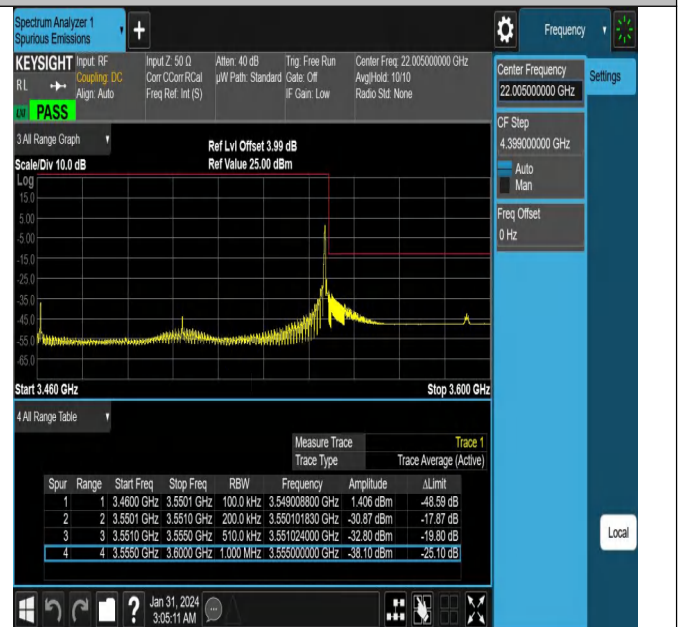 Spectrum Analyzer 1
Spurious Emissions
Frequency
KEYSIGHT Input: RF Input Z: 50 Ω Atten: 40 dB Trig: Free Run Center Freq: 22.005000000 GHz
RL Coupling: DC Corr CCorr RCal µW Path: Standard Gate: Off Avg|Hold: 10/10
Align: Auto Freq Ref: Int (S) IF Gain: Low Radio Std: None
LXI PASS
Center Frequency
22.005000000 GHz
Settings
CF Step
4.399000000 GHz
Auto
Man
Freq Offset
0 Hz
3 All Range Graph
Ref Lvl Offset 3.99 dB
Scale/Div 10.0 dB Ref Value 25.00 dBm
Log
15.0
5.00
-5.00
-15.0
-25.0
-35.0
-45.0
-55.0
-65.0
Start 3.460 GHz Stop 3.600 GHz
4 All Range Table
Measure Trace Trace 1
Trace Type Trace Average (Active)
Spur Range Start Freq Stop Freq RBW Frequency Amplitude ΔLimit
1 1 3.4600 GHz 3.5501 GHz 100.0 kHz 3.549008800 GHz 1.406 dBm -48.59 dB
2 2 3.5501 GHz 3.5510 GHz 200.0 kHz 3.550101830 GHz -30.87 dBm -17.87 dB
3 3 3.5510 GHz 3.5550 GHz 510.0 kHz 3.551024000 GHz -32.80 dBm -19.80 dB
4 4 3.5550 GHz 3.6000 GHz 1.000 MHz 3.555000000 GHz -38.10 dBm -25.10 dB
Local
Jan 31, 2024
3:05:11 AM